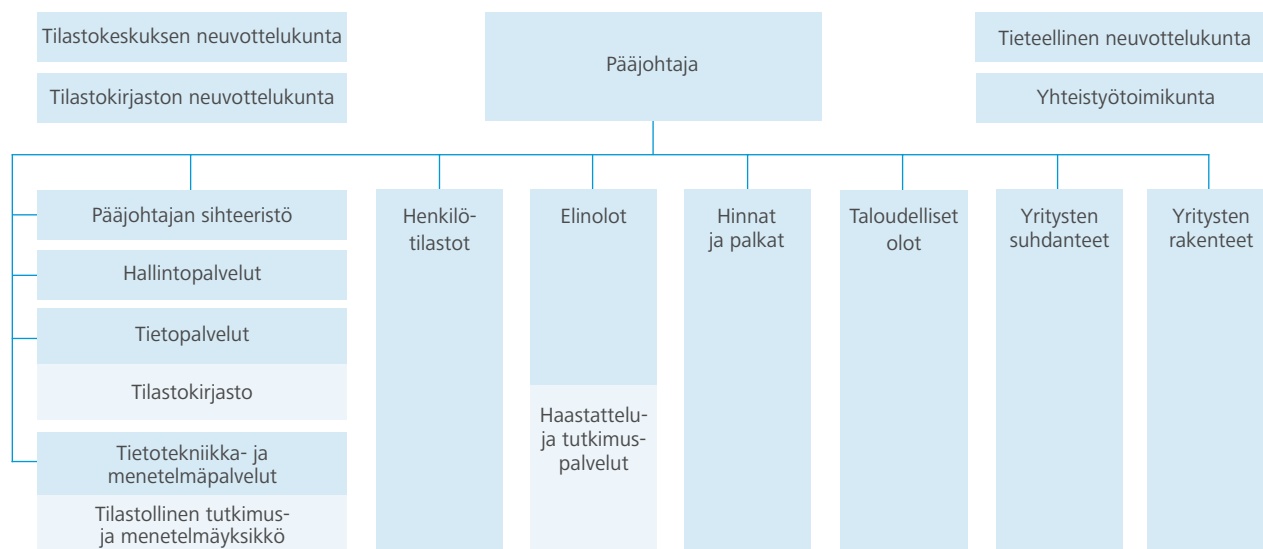 Tilastokeskuksen neuvottelukunta
Tilastokirjaston neuvottelukunta
Pääjohtaja
Tieteellinen neuvottelukunta
Yhteistyötoimikunta
Pääjohtajan sihteeristö
Hallintopalvelut
Tietopalvelut
Tilastokirjasto
Tietotekniikka- ja
menetelmäpalvelut
Tilastollinen tutkimus-
ja menetelmäyksikkö
Henkilö-
tilastot
Elinolot
Haastattelu-
ja tutkimus-
palvelut
Hinnat
ja palkat
Taloudelliset
olot
Yritysten
suhdanteet
Yritysten
rakenteet